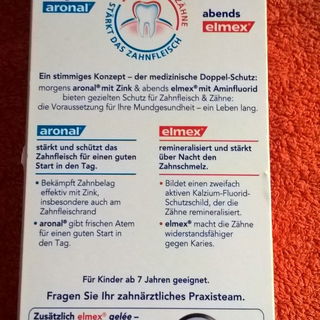 aronal
STÄRKT DAS ZAHNFLEISCH
ZÄHNE
abends
elmex®
Ein stimmiges Konzept – der medizinische Doppel-Schutz:
morgens aronal® mit Zink & abends elmex® mit Aminfluorid
bieten gezielten Schutz für Zahnfleisch & Zähne:
die Voraussetzung für Ihre Mundgesundheit – ein Leben lang.
aronal
stärkt und schützt das
Zahnfleisch für einen guten
Start in den Tag.
• Bekämpft Zahnbelag
effektiv mit Zink,
insbesondere auch am
Zahnfleischrand
• aronal® gibt frischen Atem
für einen guten Start in
den Tag.
elmex®
remineralisiert und stärkt
über Nacht den
Zahnschmelz.
• Bildet einen zweifach
aktiven Kalzium-Fluorid-
Schutzschild, der die
Zähne remineralisiert.
• elmex® macht die Zähne
widerstandsfähiger
gegen Karies.
Für Kinder ab 7 Jahren geeignet.
Fragen Sie Ihr zahnärztliches Praxisteam.
Zusätzlich elmex® gelée –